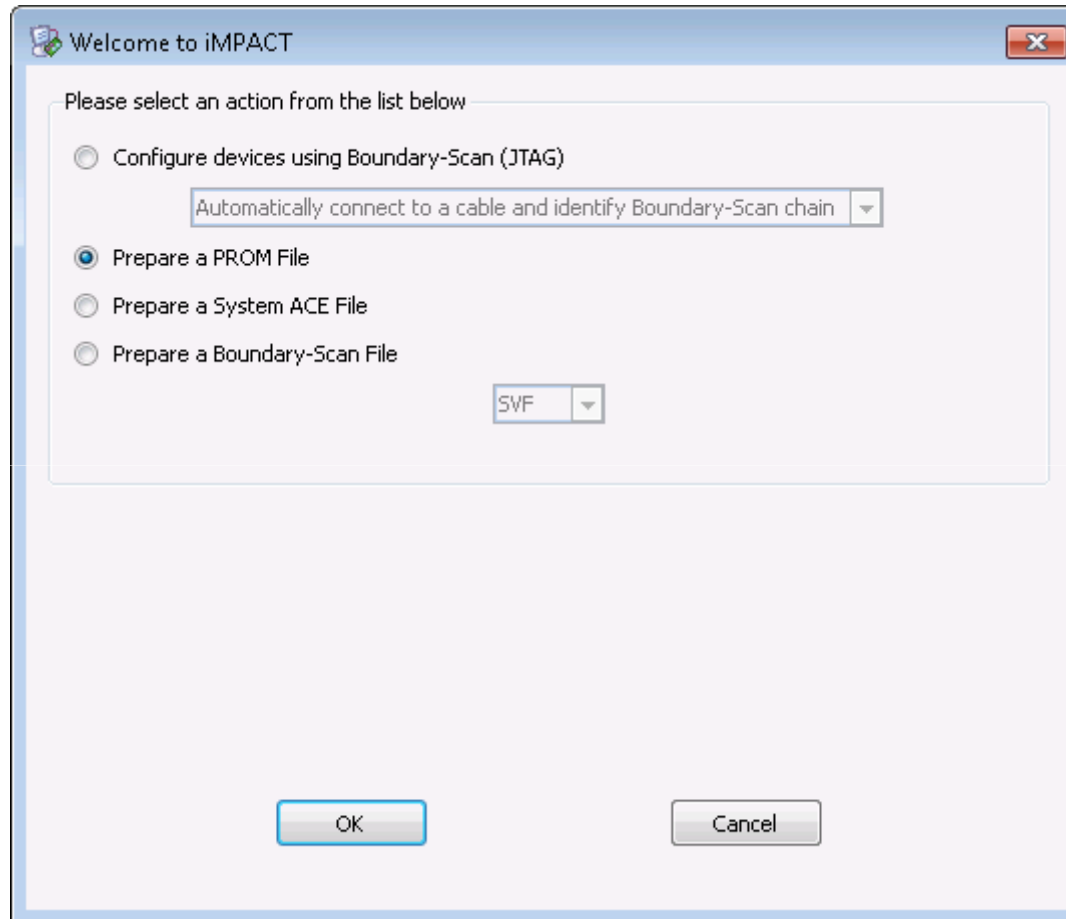 Welcome to iMPACT
Please select an action from the list below
Configure devices using Boundary-Scan (JTAG)
Automatically connect to a cable and identify Boundary-Scan chain
Prepare a PROM File
Prepare a System ACE File
Prepare a Boundary-Scan File
SVF
OK
Cancel